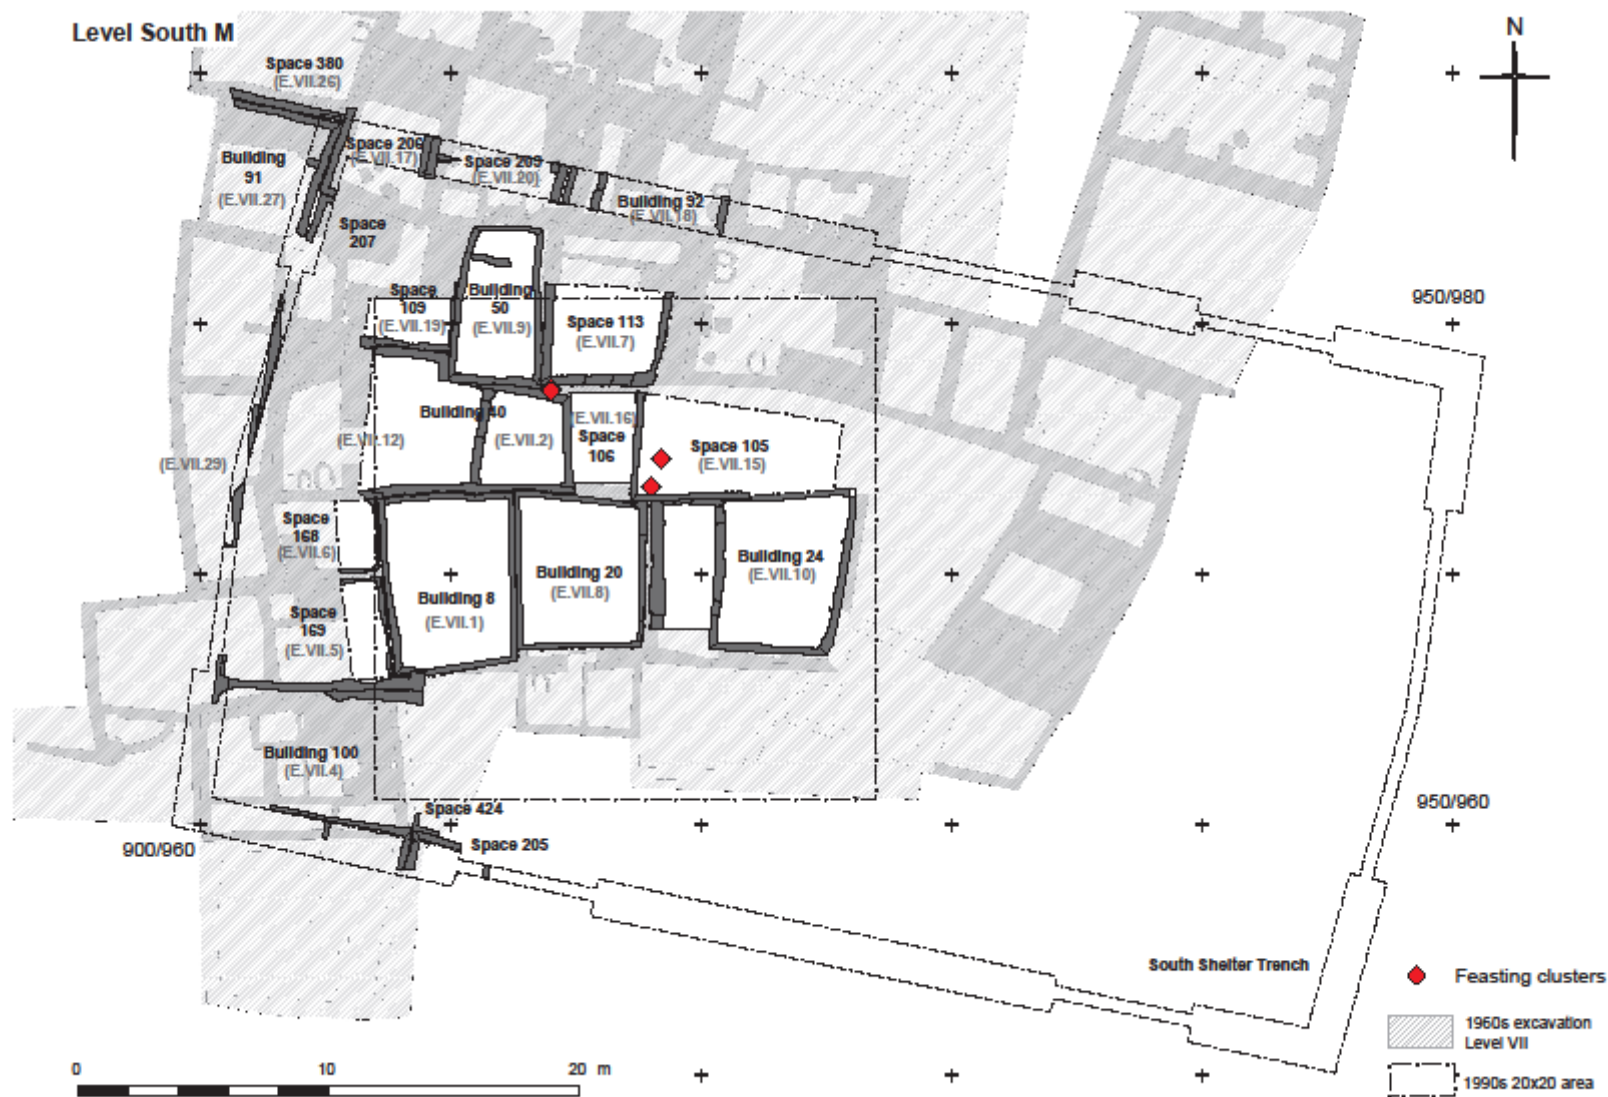 Level South M
N
Space 380
(E.VII.26)
Building
91
(E.VII.27)
Space 206
(E.VII.17)
Space 209
(E.VII.20)
Building 92
(E.VII.18)
Space
207
Space
109
(E.VII.19)
Building
50
(E.VII.9)
Space 113
(E.VII.7)
950/980
Building 40
(E.VII.12)
(E.VII.2)
(E.VII.16)
Space
106
Space 105
(E.VII.15)
(E.VII.29)
Space
168
(E.VII.6)
Building 8
(E.VII.1)
Building 20
(E.VII.8)
Building 24
(E.VII.10)
Space
169
(E.VII.5)
Building 100
(E.VII.4)
Space 424
Space 205
900/960
950/960
South Shelter Trench
Feasting clusters
1960s excavation
Level VII
1990s 20x20 area
0 10 20 m